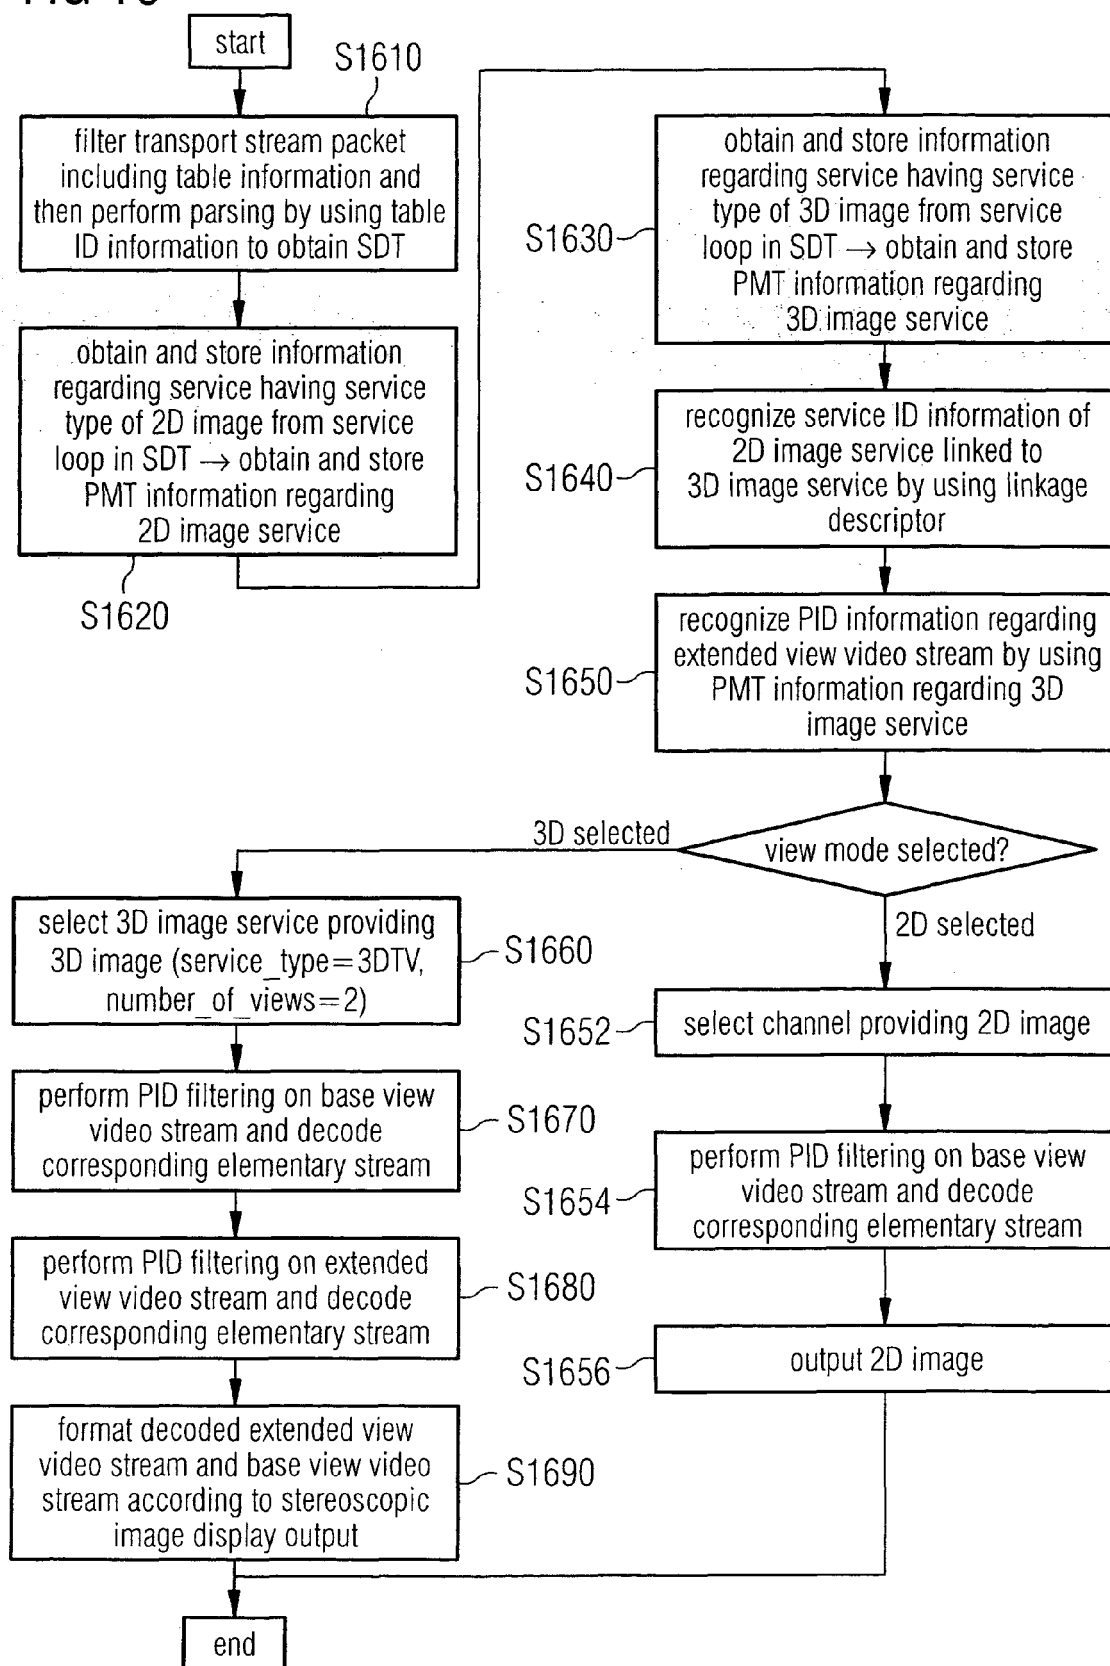 start
S1610
filter transport stream packet
including table information and
then perform parsing by using table
ID information to obtain SDT
obtain and store information
regarding service having service
type of 2D image from service
loop in SDT → obtain and store
PMT information regarding
2D image service
S1620
obtain and store information
regarding service having service
type of 3D image from service
loop in SDT → obtain and store
PMT information regarding
3D image service
S1630
recognize service ID information of
2D image service linked to
3D image service by using linkage
descriptor
S1640
recognize PID information regarding
extended view video stream by using
PMT information regarding 3D
image service
S1650
view mode selected?
3D selected
2D selected
select 3D image service providing
3D image (service_type=3DTV,
number_of_views=2)
S1660
perform PID filtering on base view
video stream and decode
corresponding elementary stream
S1670
perform PID filtering on extended
view video stream and decode
corresponding elementary stream
S1680
format decoded extended view
video stream and base view video
stream according to stereoscopic
image display output
S1690
select channel providing 2D image
S1652
perform PID filtering on base view
video stream and decode
corresponding elementary stream
S1654
output 2D image
S1656
end